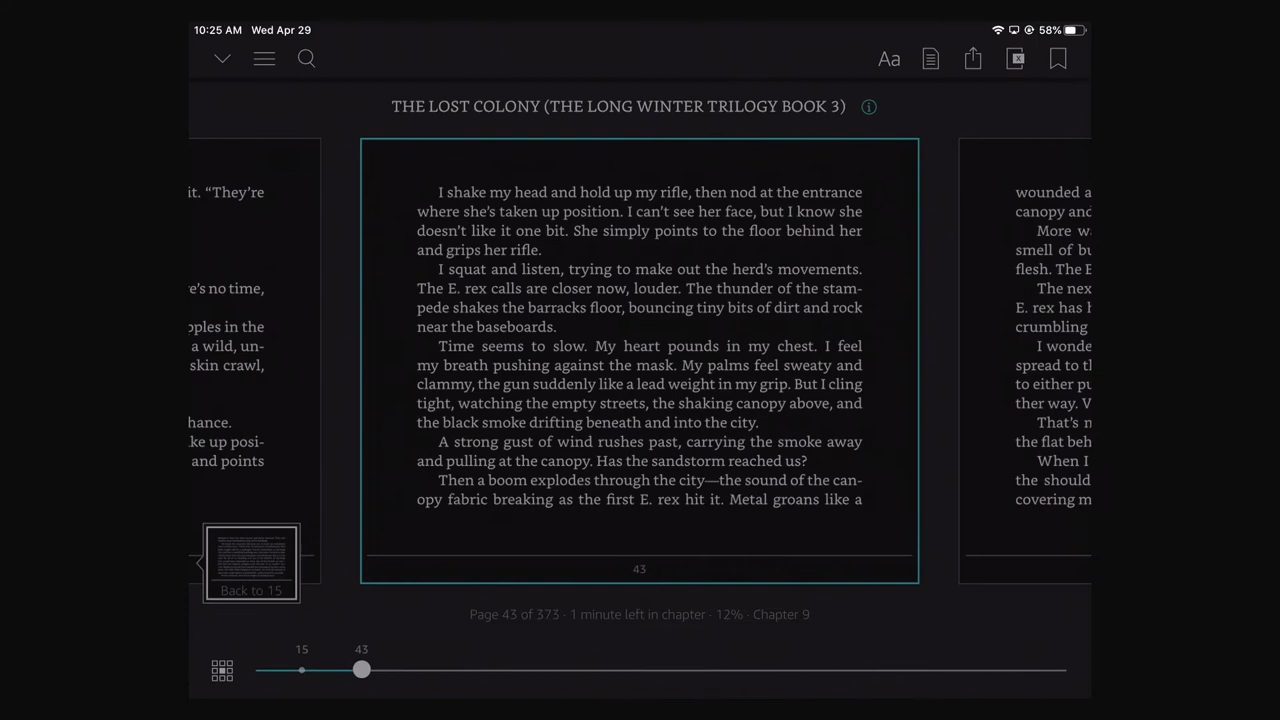 10:25 AM Wed Apr 29
58%
Aa
THE LOST COLONY (THE LONG WINTER TRILOGY BOOK 3)
it. “They’re
e’s no time,
pples in the
a wild, un-
skin crawl,
hance.
ke up posi-
and points
I shake my head and hold up my rifle, then nod at the entrance
where she’s taken up position. I can’t see her face, but I know she
doesn’t like it one bit. She simply points to the floor behind her
and grips her rifle.
I squat and listen, trying to make out the herd’s movements.
The E. rex calls are closer now, louder. The thunder of the stam-
pede shakes the barracks floor, bouncing tiny bits of dirt and rock
near the baseboards.
Time seems to slow. My heart pounds in my chest. I feel
my breath pushing against the mask. My palms feel sweaty and
clammy, the gun suddenly like a lead weight in my grip. But I cling
tight, watching the empty streets, the shaking canopy above, and
the black smoke drifting beneath and into the city.
A strong gust of wind rushes past, carrying the smoke away
and pulling at the canopy. Has the sandstorm reached us?
Then a boom explodes through the city—the sound of the can-
opy fabric breaking as the first E. rex hit it. Metal groans like a
43
wounded a
canopy and
More w
smell of bu
flesh. The E
The nex
E. rex has h
crumbling
I wonde
spread to th
to either pu
ther way. V
That’s n
the flat beh
When I
the should
covering m
Back to 15
Page 43 of 373 · 1 minute left in chapter · 12% · Chapter 9
15
43